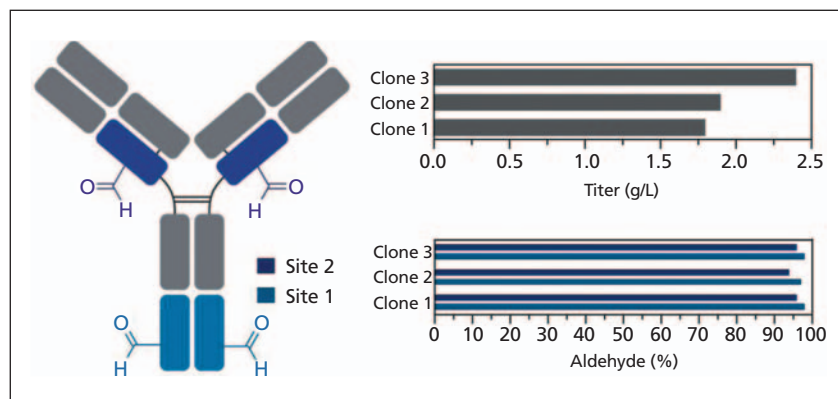 O
H
O
H
O
H
O
H
Site 2
Site 1
Clone 3
Clone 2
Clone 1
0.0 0.5 1.0 1.5 2.0 2.5
Titer (g/L)
Clone 3
Clone 2
Clone 1
0 10 20 30 40 50 60 70 80 90 100
Aldehyde (%)